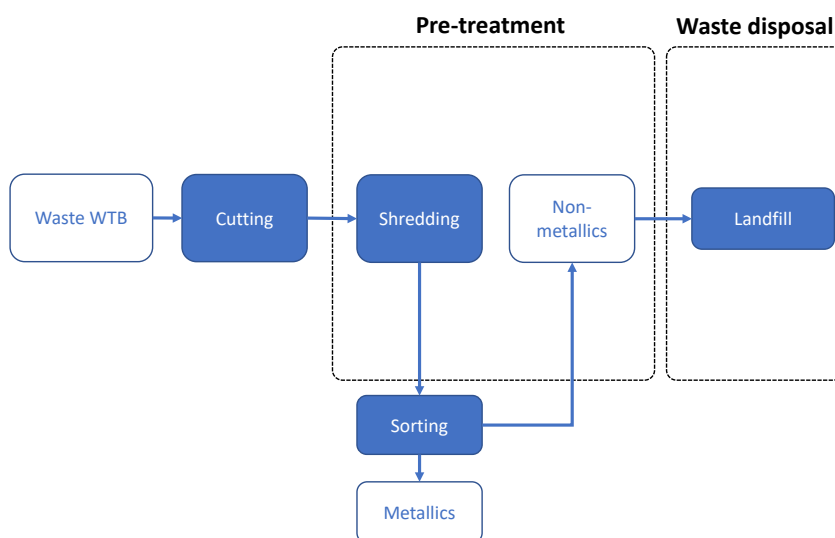 Pre-treatment
Waste disposal
Waste WTB
Cutting
Shredding
Non-
metallics
Landfill
Sorting
Metallics